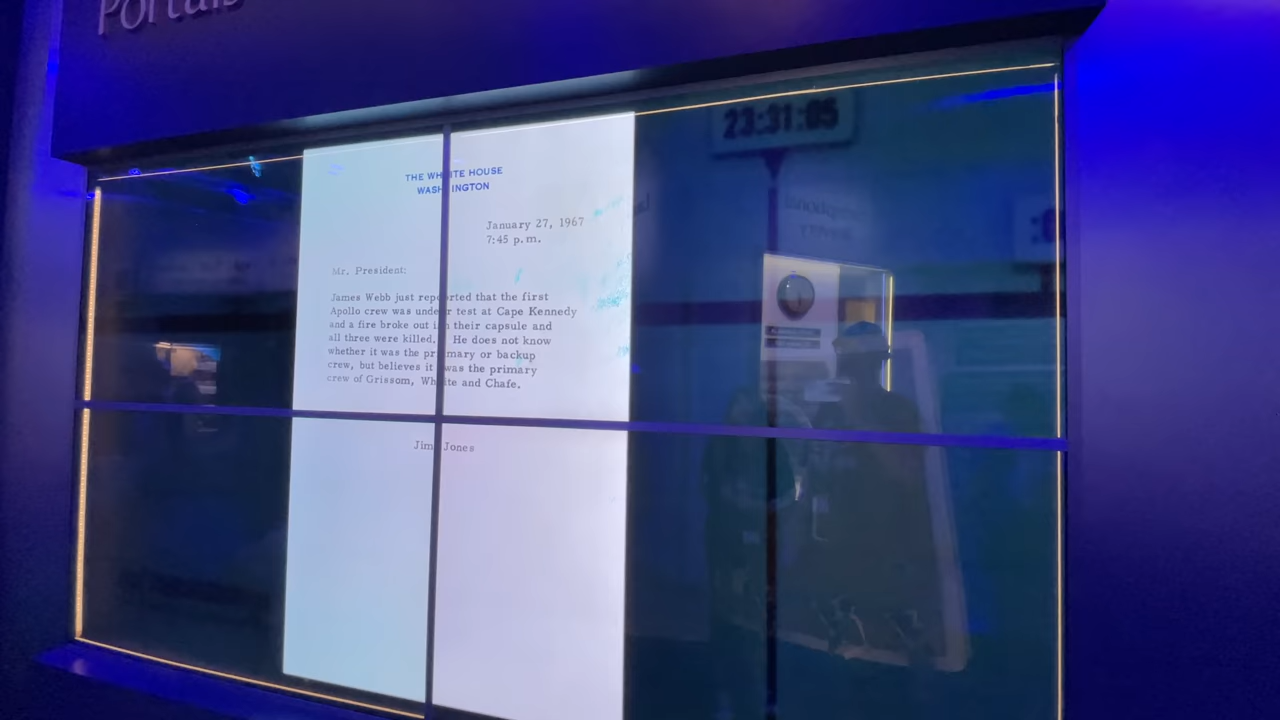 Portals
THE WHITE HOUSE
WASHINGTON
23:31:05
January 27, 1967
7:45 p.m.
Mr. President:
James Webb just reported that the first
Apollo crew was under test at Cape Kennedy
and a fire broke out in their capsule and
all three were killed. He does not know
whether it was the primary or backup
crew, but believes it was the primary
crew of Grissom, White and Chafe.
Jim Jones